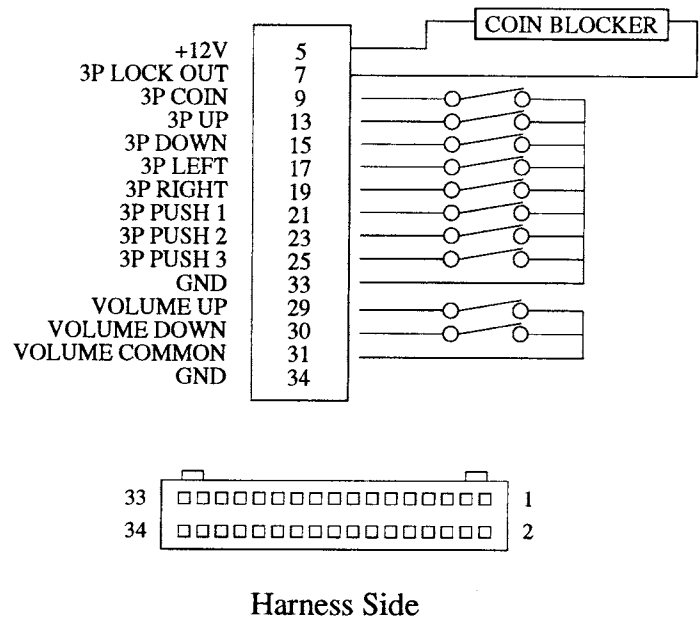 COIN BLOCKER
+12V 5
3P LOCK OUT 7
3P COIN 9
3P UP 13
3P DOWN 15
3P LEFT 17
3P RIGHT 19
3P PUSH 1 21
3P PUSH 2 23
3P PUSH 3 25
GND 33
VOLUME UP 29
VOLUME DOWN 30
VOLUME COMMON 31
GND 34
33 1
34 2
Harness Side